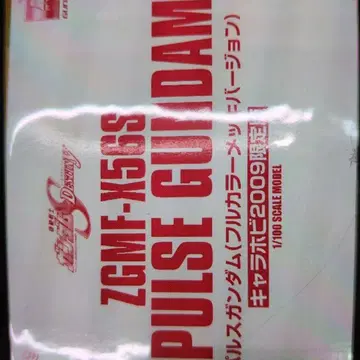 DESTINY
ZGMF-X56S
PULSE GUNDAM
ルスガンダム(フルカラーメッキバージョン)
キャラホビ2009限定
1/100 SCALE MODEL